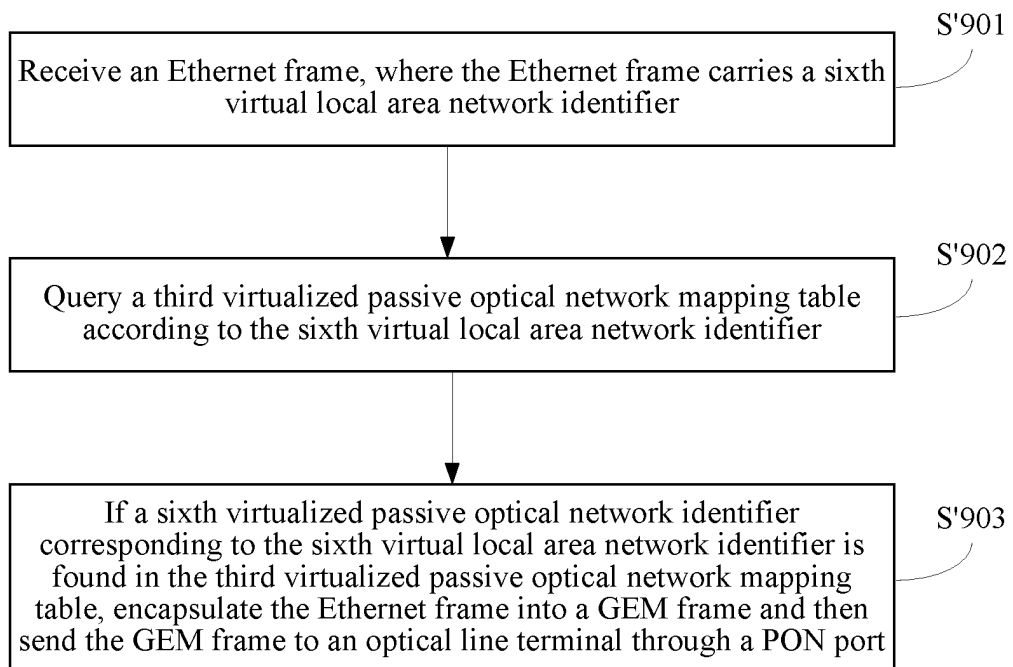 S'901
Receive an Ethernet frame, where the Ethernet frame carries a sixth
virtual local area network identifier
S'902
Query a third virtualized passive optical network mapping table
according to the sixth virtual local area network identifier
S'903
If a sixth virtualized passive optical network identifier
corresponding to the sixth virtual local area network identifier is
found in the third virtualized passive optical network mapping
table, encapsulate the Ethernet frame into a GEM frame and then
send the GEM frame to an optical line terminal through a PON port